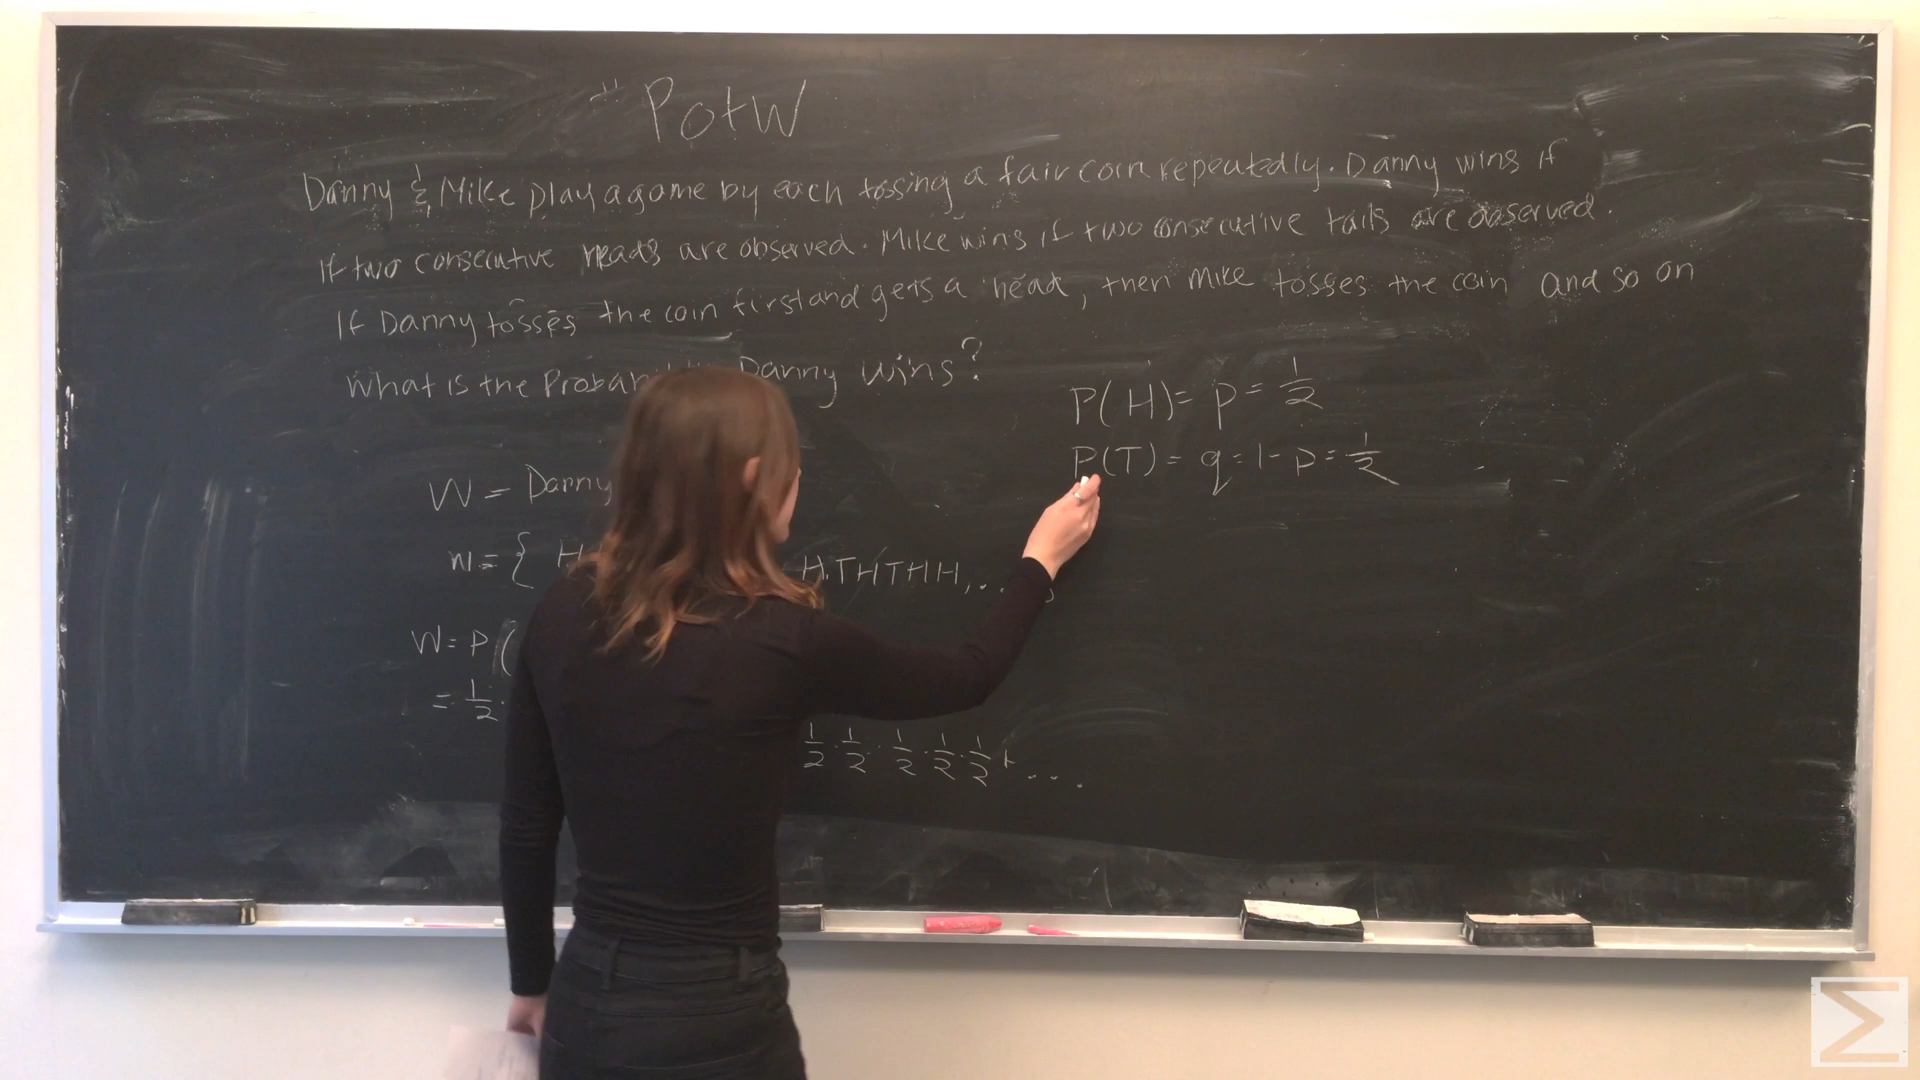 PotW
Danny & Mike play a game by each tossing a fair coin repeatedly. Danny wins if
if two consecutive heads are observed. Mike wins if two consecutive tails are observed.
If Danny tosses the coin first and gets a head, then Mike tosses the coin and so on
What is the Probabi Danny wins?
P(H) = p = 1/2
P(T) = q = 1 - p = 1/2
W = Danny
W = { H H THTHH, ...
W = P (
= 1/2 . 1/2 . 1/2 . 1/2 . 1/2 . 1/2 + ....
Σ